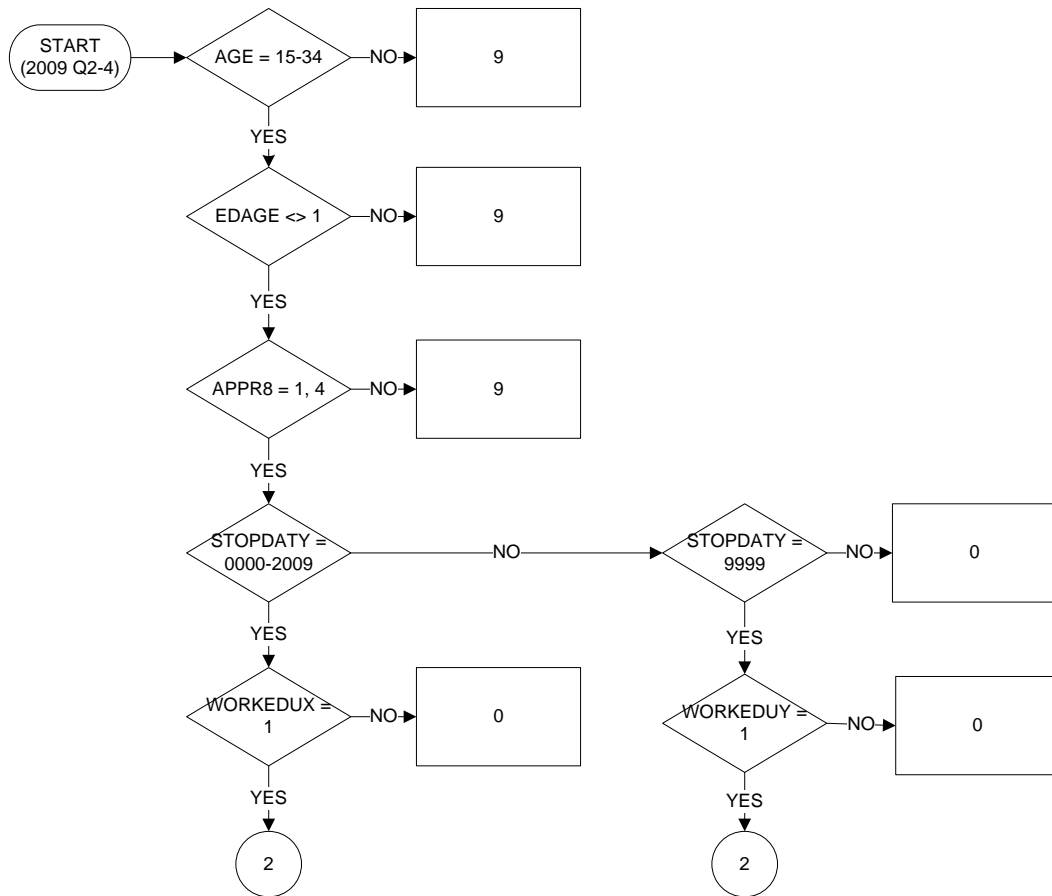 START
(2009 Q2-4)
AGE = 15-34
NO
9
YES
EDAGE <> 1
NO
9
YES
APPR8 = 1, 4
NO
9
YES
STOPDATY =
0000-2009
NO
STOPDATY =
9999
NO
0
YES
YES
WORKEDUX =
1
NO
0
WORKEDUY =
1
NO
0
YES
YES
2
2